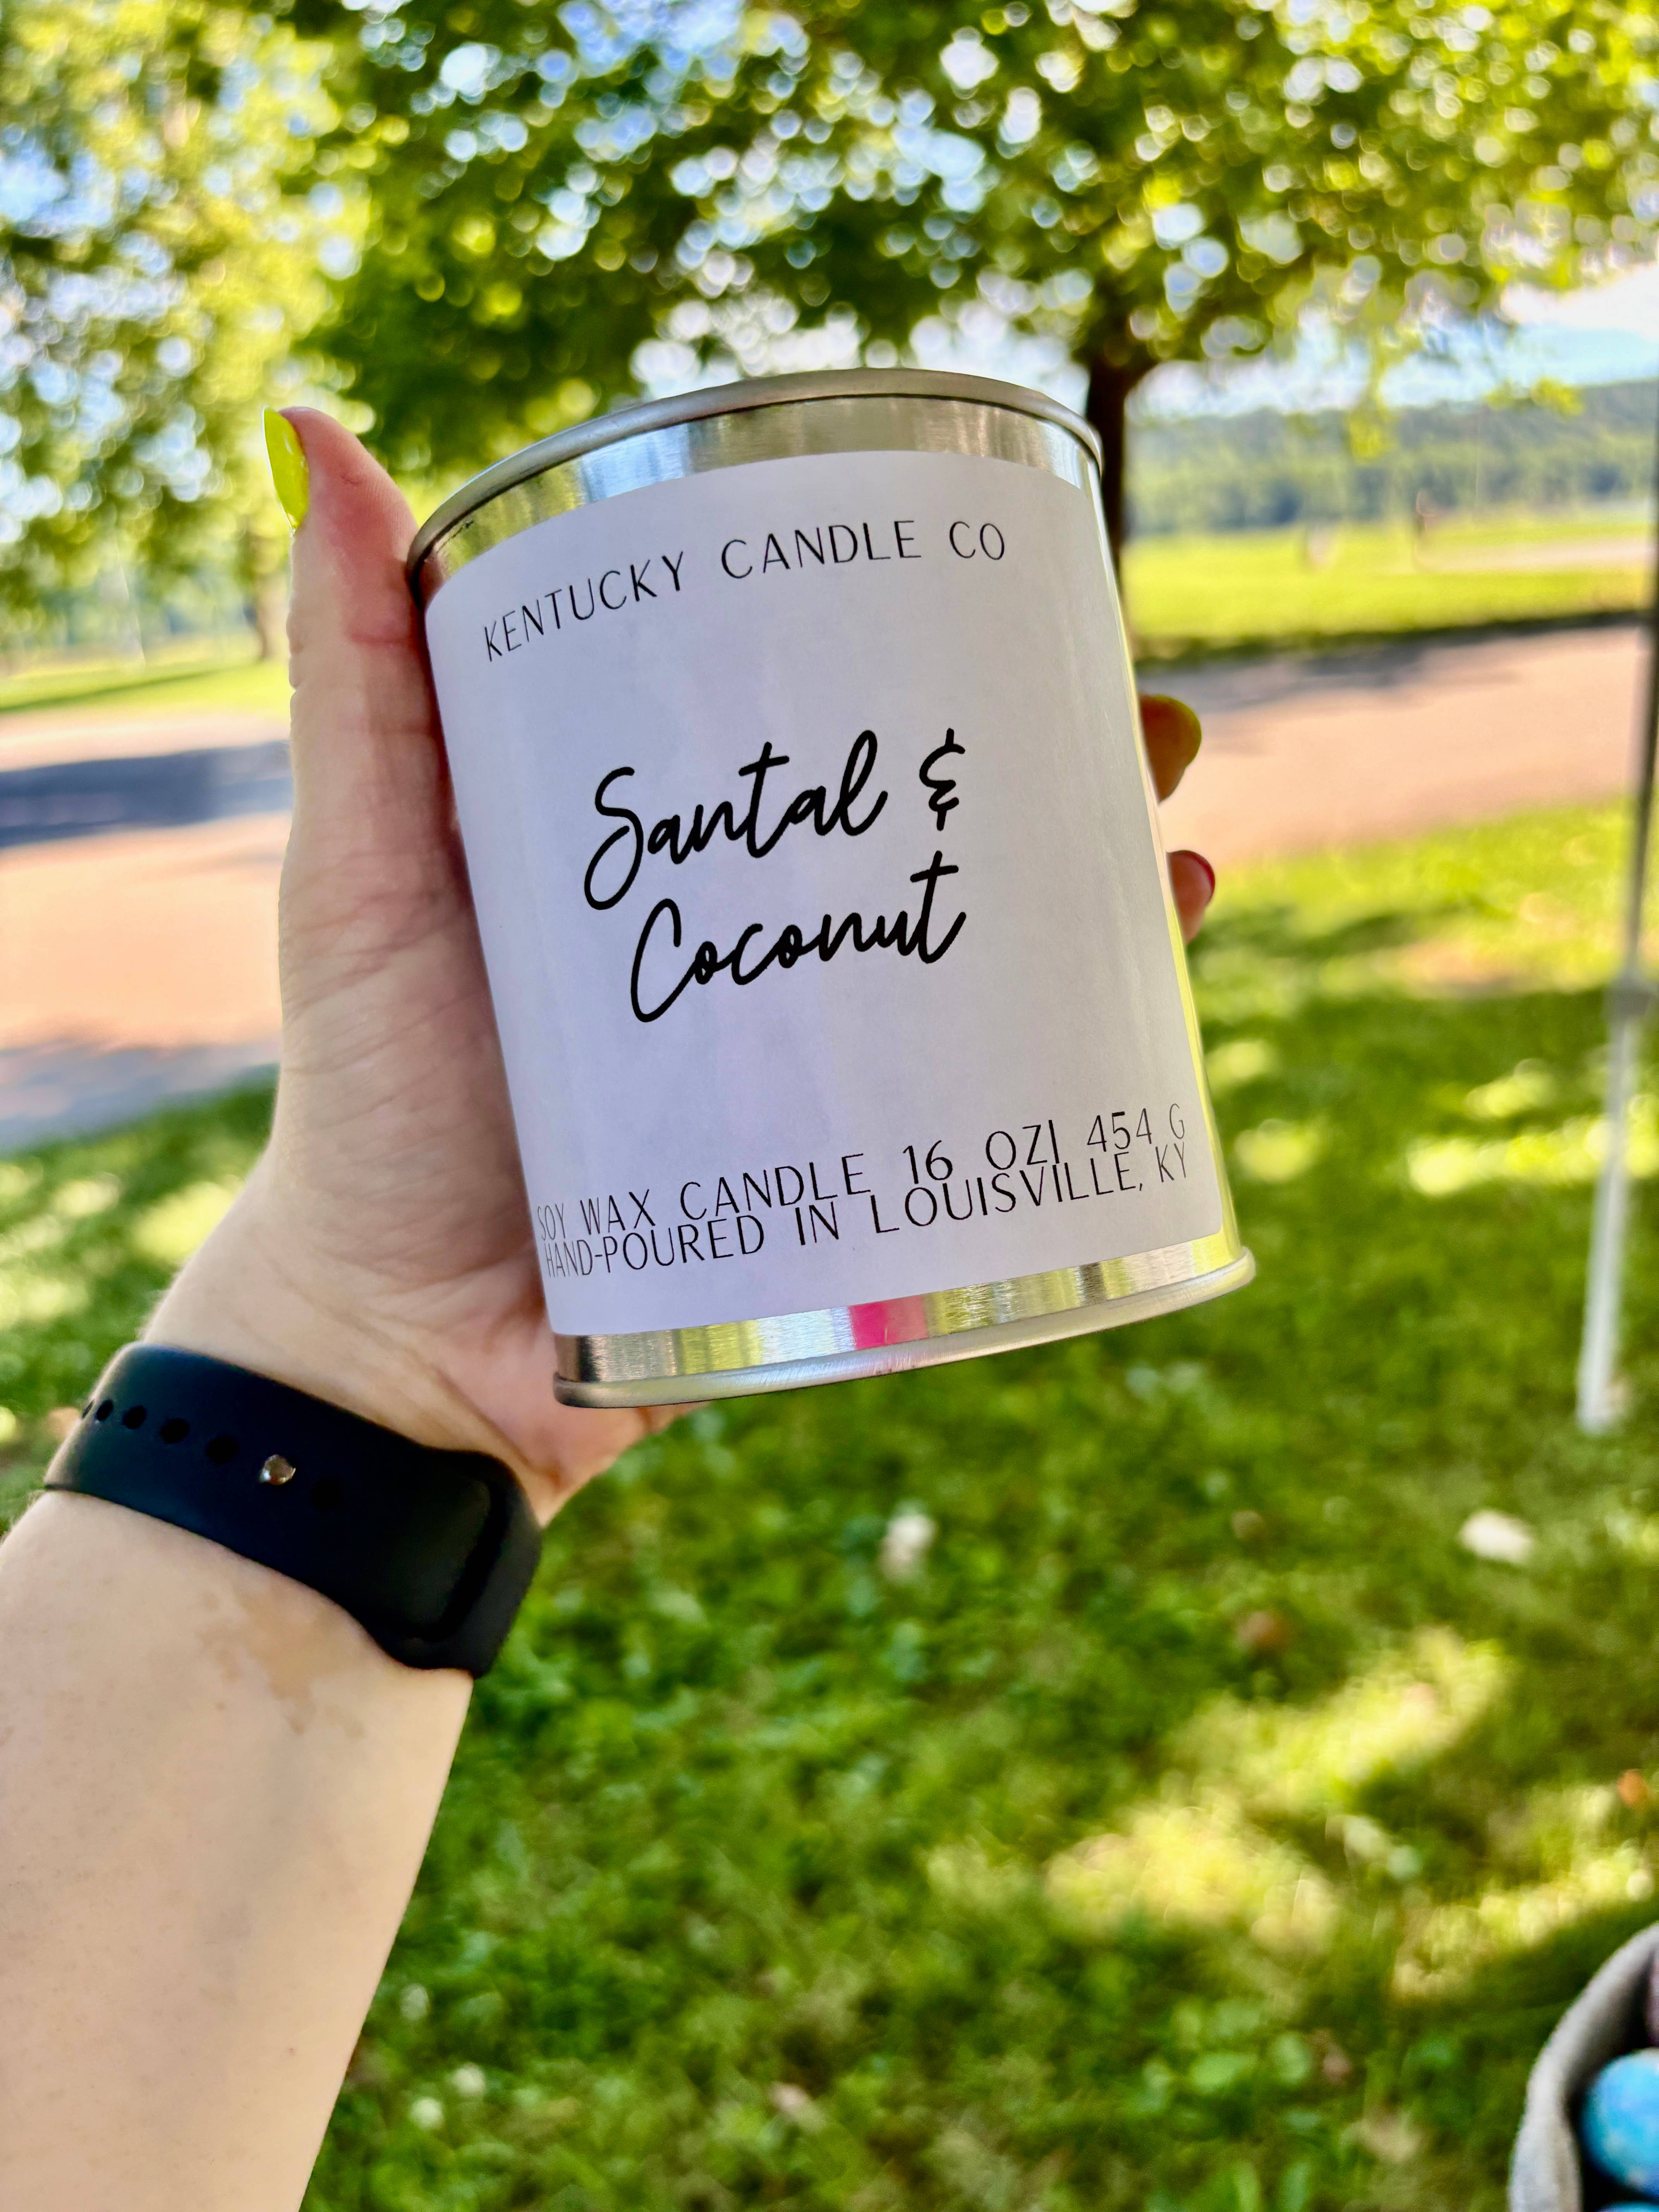 KENTUCKY CANDLE CO
Santal &
Coconut
SOY WAX CANDLE 16 OZ| 454 G
HAND-POURED IN LOUISVILLE, KY